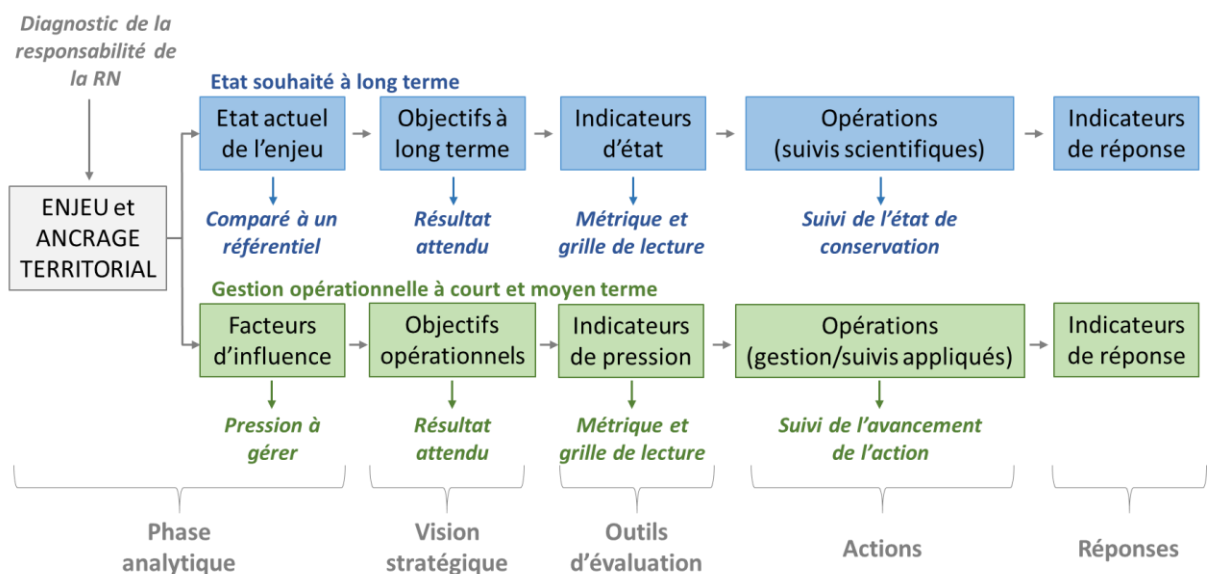 Diagnostic de la
responsabilité de
la RN
Etat souhaité à long terme
Etat actuel
de l'enjeu
Objectifs à
long terme
Indicateurs
d'état
Opérations
(suivis scientifiques)
Indicateurs
de réponse
ENJEU et
ANCRAGE
TERRITORIAL
Comparé à un
référentiel
Résultat
attendu
Métrique et
grille de lecture
Suivi de l'état de
conservation
Gestion opérationnelle à court et moyen terme
Facteurs
d'influence
Objectifs
opérationnels
Indicateurs
de pression
Opérations
(gestion/suivis appliqués)
Indicateurs
de réponse
Pression à
gérer
Résultat
attendu
Métrique et
grille de lecture
Suivi de l'avancement
de l'action
Phase
analytique
Vision
stratégique
Outils
d'évaluation
Actions
Réponses